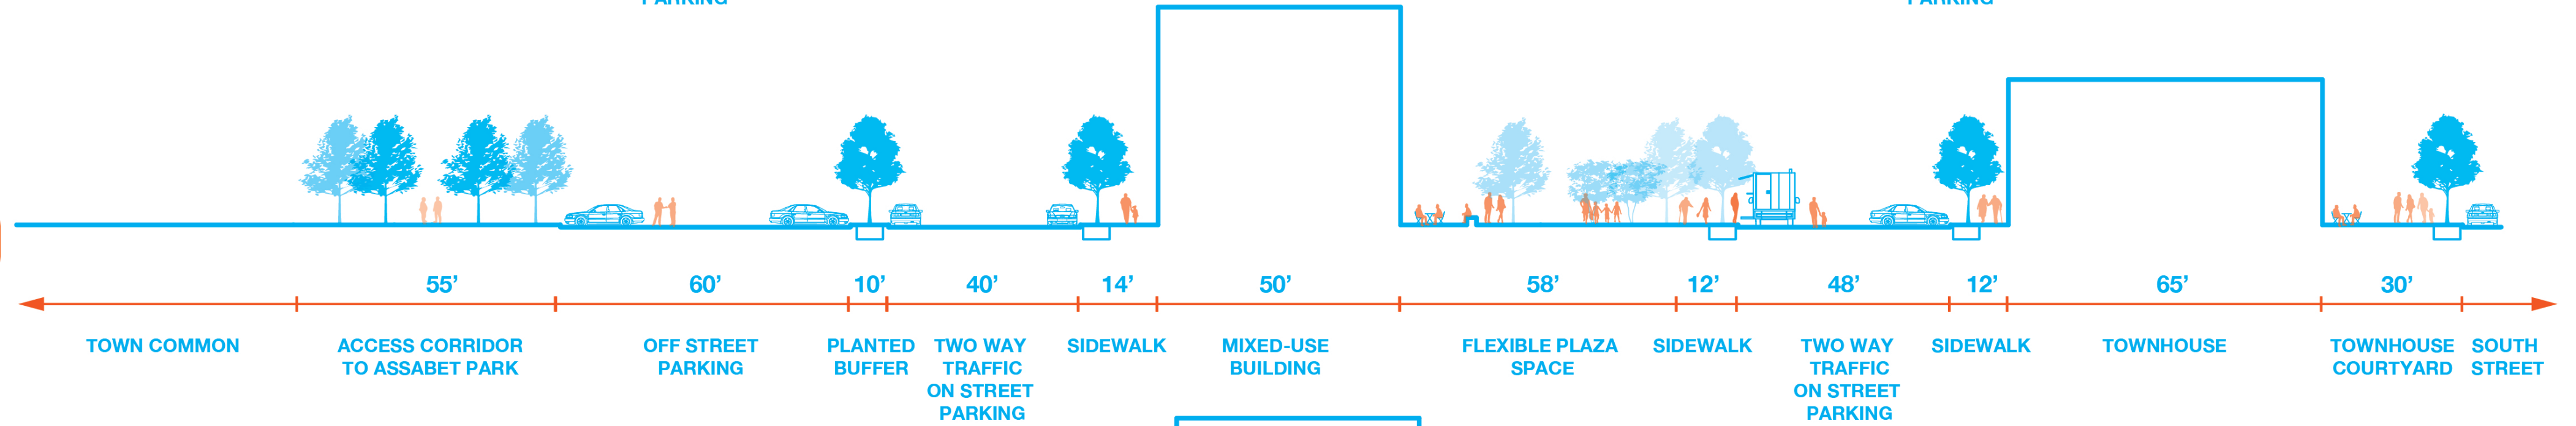 PARKING PARKING
55’ 60’ 10’ 40’ 14’ 50’ 58’ 12’ 48’ 12’ 65’ 30’
TOWN COMMON
ACCESS CORRIDOR
TO ASSABET PARK
OFF STREET
PARKING
PLANTED
BUFFER
TWO WAY
TRAFFIC
ON STREET
PARKING
SIDEWALK
MIXED-USE
BUILDING
FLEXIBLE PLAZA
SPACE
SIDEWALK
TWO WAY
TRAFFIC
ON STREET
PARKING
SIDEWALK
TOWNHOUSE
TOWNHOUSE
COURTYARD
SOUTH
STREET